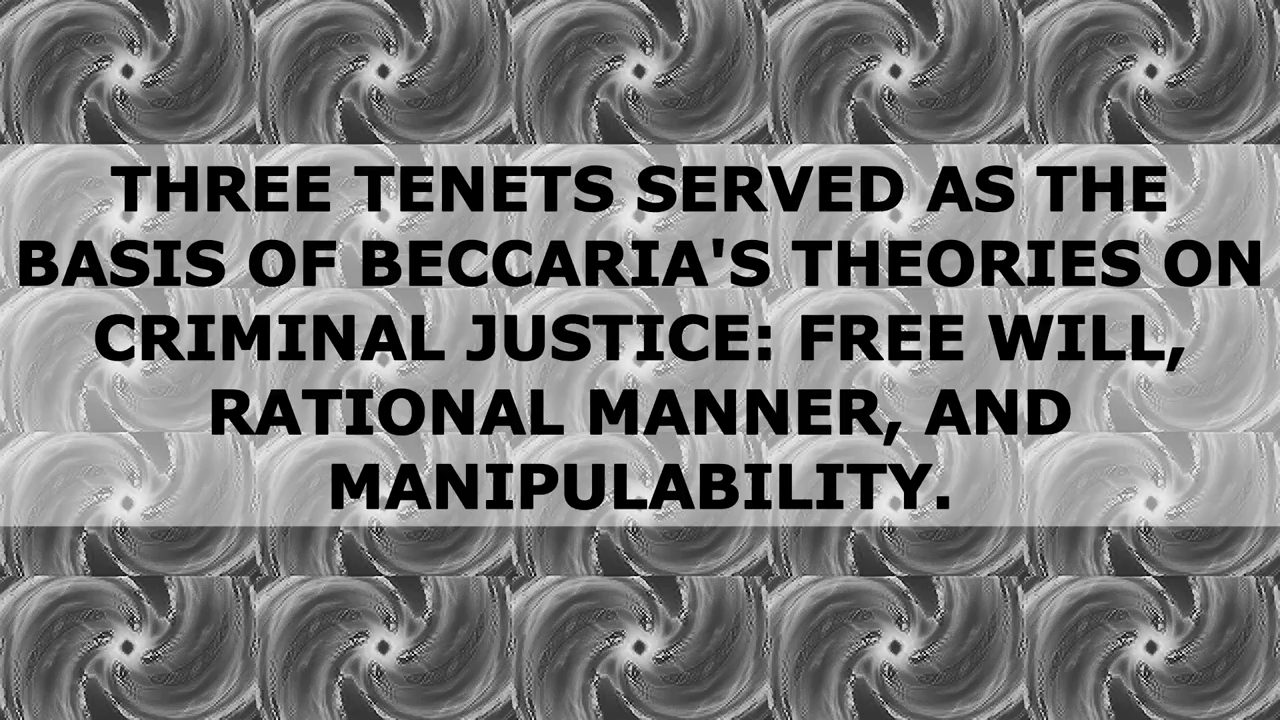 THREE TENETS SERVED AS THE
BASIS OF BECCARIA'S THEORIES ON
CRIMINAL JUSTICE: FREE WILL,
RATIONAL MANNER, AND
MANIPULABILITY.